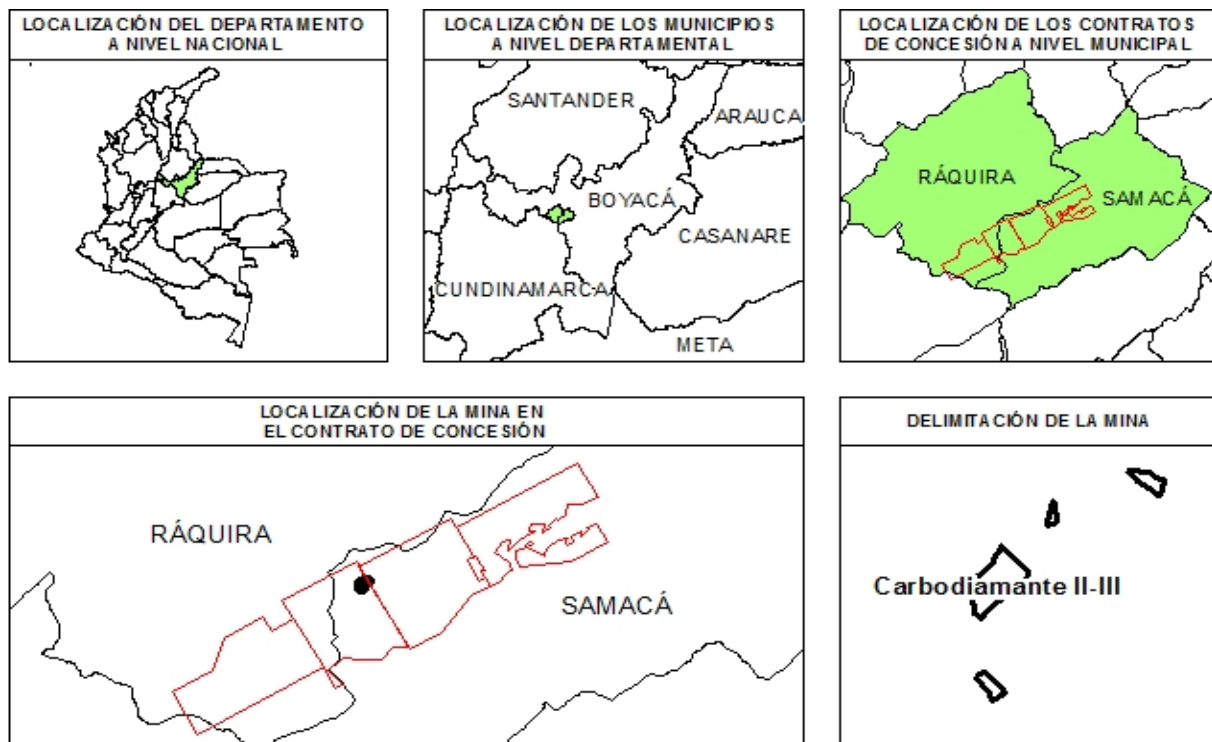 LOCALIZACIÓN DEL DEPARTAMENTO
A NIVEL NACIONAL
LOCALIZACIÓN DE LOS MUNICIPIOS
A NIVEL DEPARTAMENTAL
SANTANDER
ARAUCA
BOYACÁ
CASANARE
CUNDINAMARCA
META
LOCALIZACIÓN DE LOS CONTRATOS
DE CONCESIÓN A NIVEL MUNICIPAL
RÁQUIRA
SAMACÁ
LOCALIZACIÓN DE LA MINA EN
EL CONTRATO DE CONCESIÓN
RÁQUIRA
SAMACÁ
DELIMITACIÓN DE LA MINA
Carbodiamante II-III